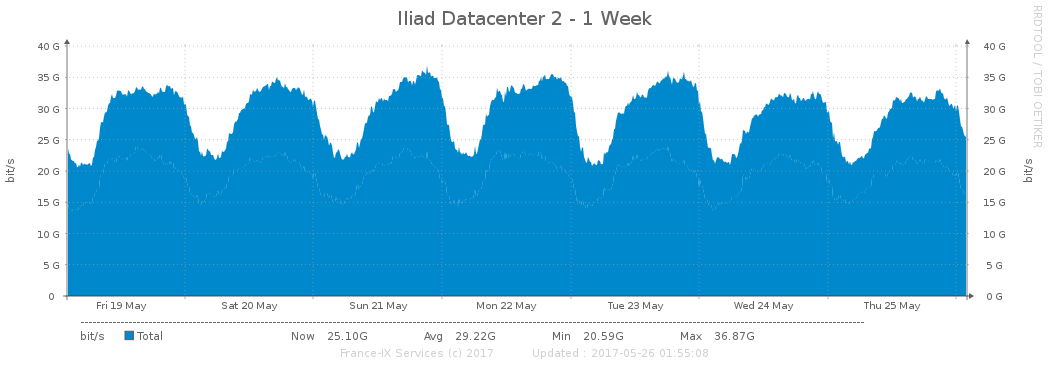 Iliad Datacenter 2 - 1 Week
RRDTOOL / TOBI OETIKER
40 G 40 G
35 G 35 G
30 G 30 G
25 G 25 G
20 G 20 G
15 G 15 G
10 G 10 G
5 G 5 G
0 0 G
bit/s bit/s
Fri 19 May Sat 20 May Sun 21 May Mon 22 May Tue 23 May Wed 24 May Thu 25 May
bit/s Total Now 25.10G Avg 29.22G Min 20.59G Max 36.87G
France-IX Services (c) 2017 Updated : 2017-05-26 01:55:08